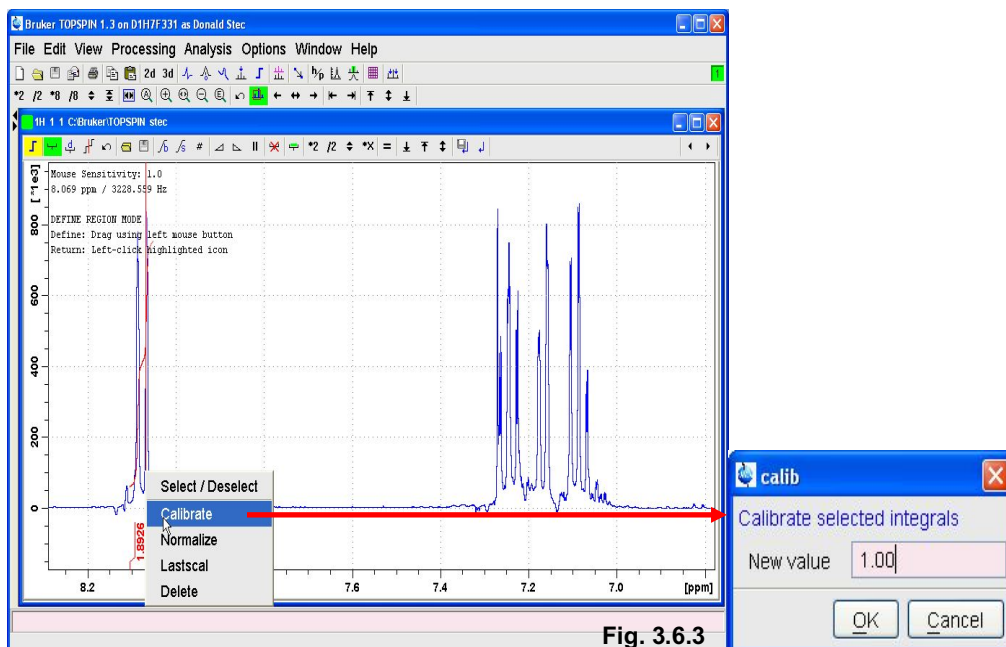 Bruker TOPSPIN 1.3 on D1H7F331 as Donald Stec
File Edit View Processing Analysis Options Window Help
2d 3d
1
*2 /2 *8 /8
1H 1 1 C:\Bruker\TOPSPIN stec
*2 /2 *X =
Mouse Sensitivity: 1.0
8.069 ppm / 3228.559 Hz
DEFINE REGION MODE
Define: Drag using left mouse button
Return: Left-click highlighted icon
[*1e3]
800
600
400
200
0
1.8926
Select / Deselect
Calibrate
Normalize
Lastscal
Delete
8.2 7.6 7.4 7.2 7.0 [ppm]
Fig. 3.6.3
calib
Calibrate selected integrals
New value 1.00
OK Cancel